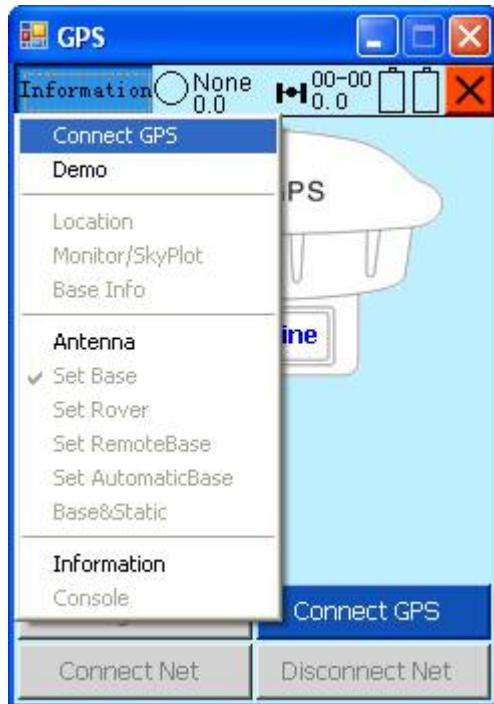 GPS
Information
None
0.0
00-00
0.0
Connect GPS
Demo
Location
Monitor/SkyPlot
Base Info
Antenna
Set Base
Set Rover
Set RemoteBase
Set AutomaticBase
Base&Static
Information
Console
PS
ine
Connect GPS
Connect Net
Disconnect Net